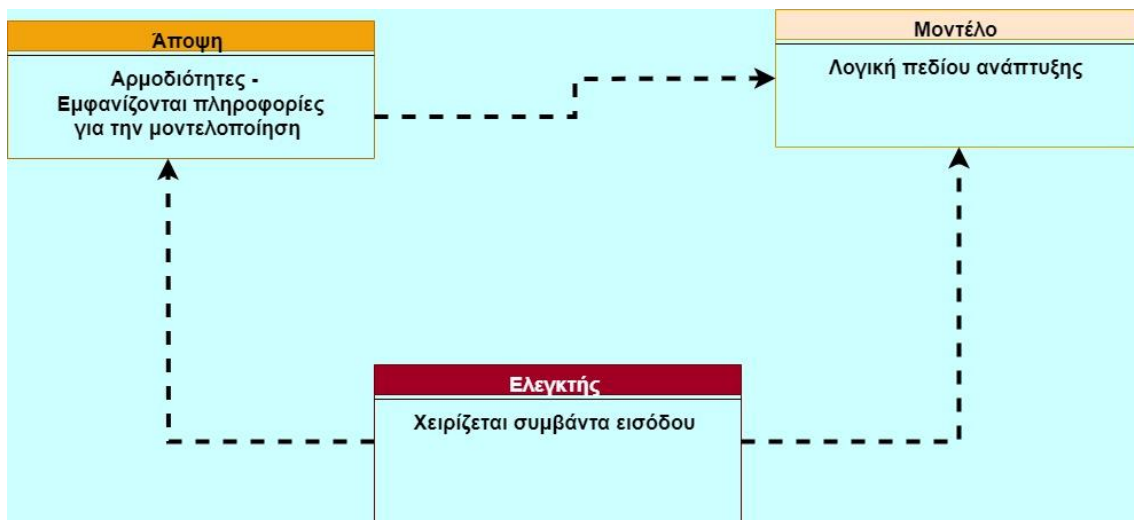 Άποψη
Αρμοδιότητες -
Εμφανίζονται πληροφορίες
για την μοντελοποίηση
Μοντέλο
Λογική πεδίου ανάπτυξης
Ελεγκτής
Χειρίζεται συμβάντα εισόδου